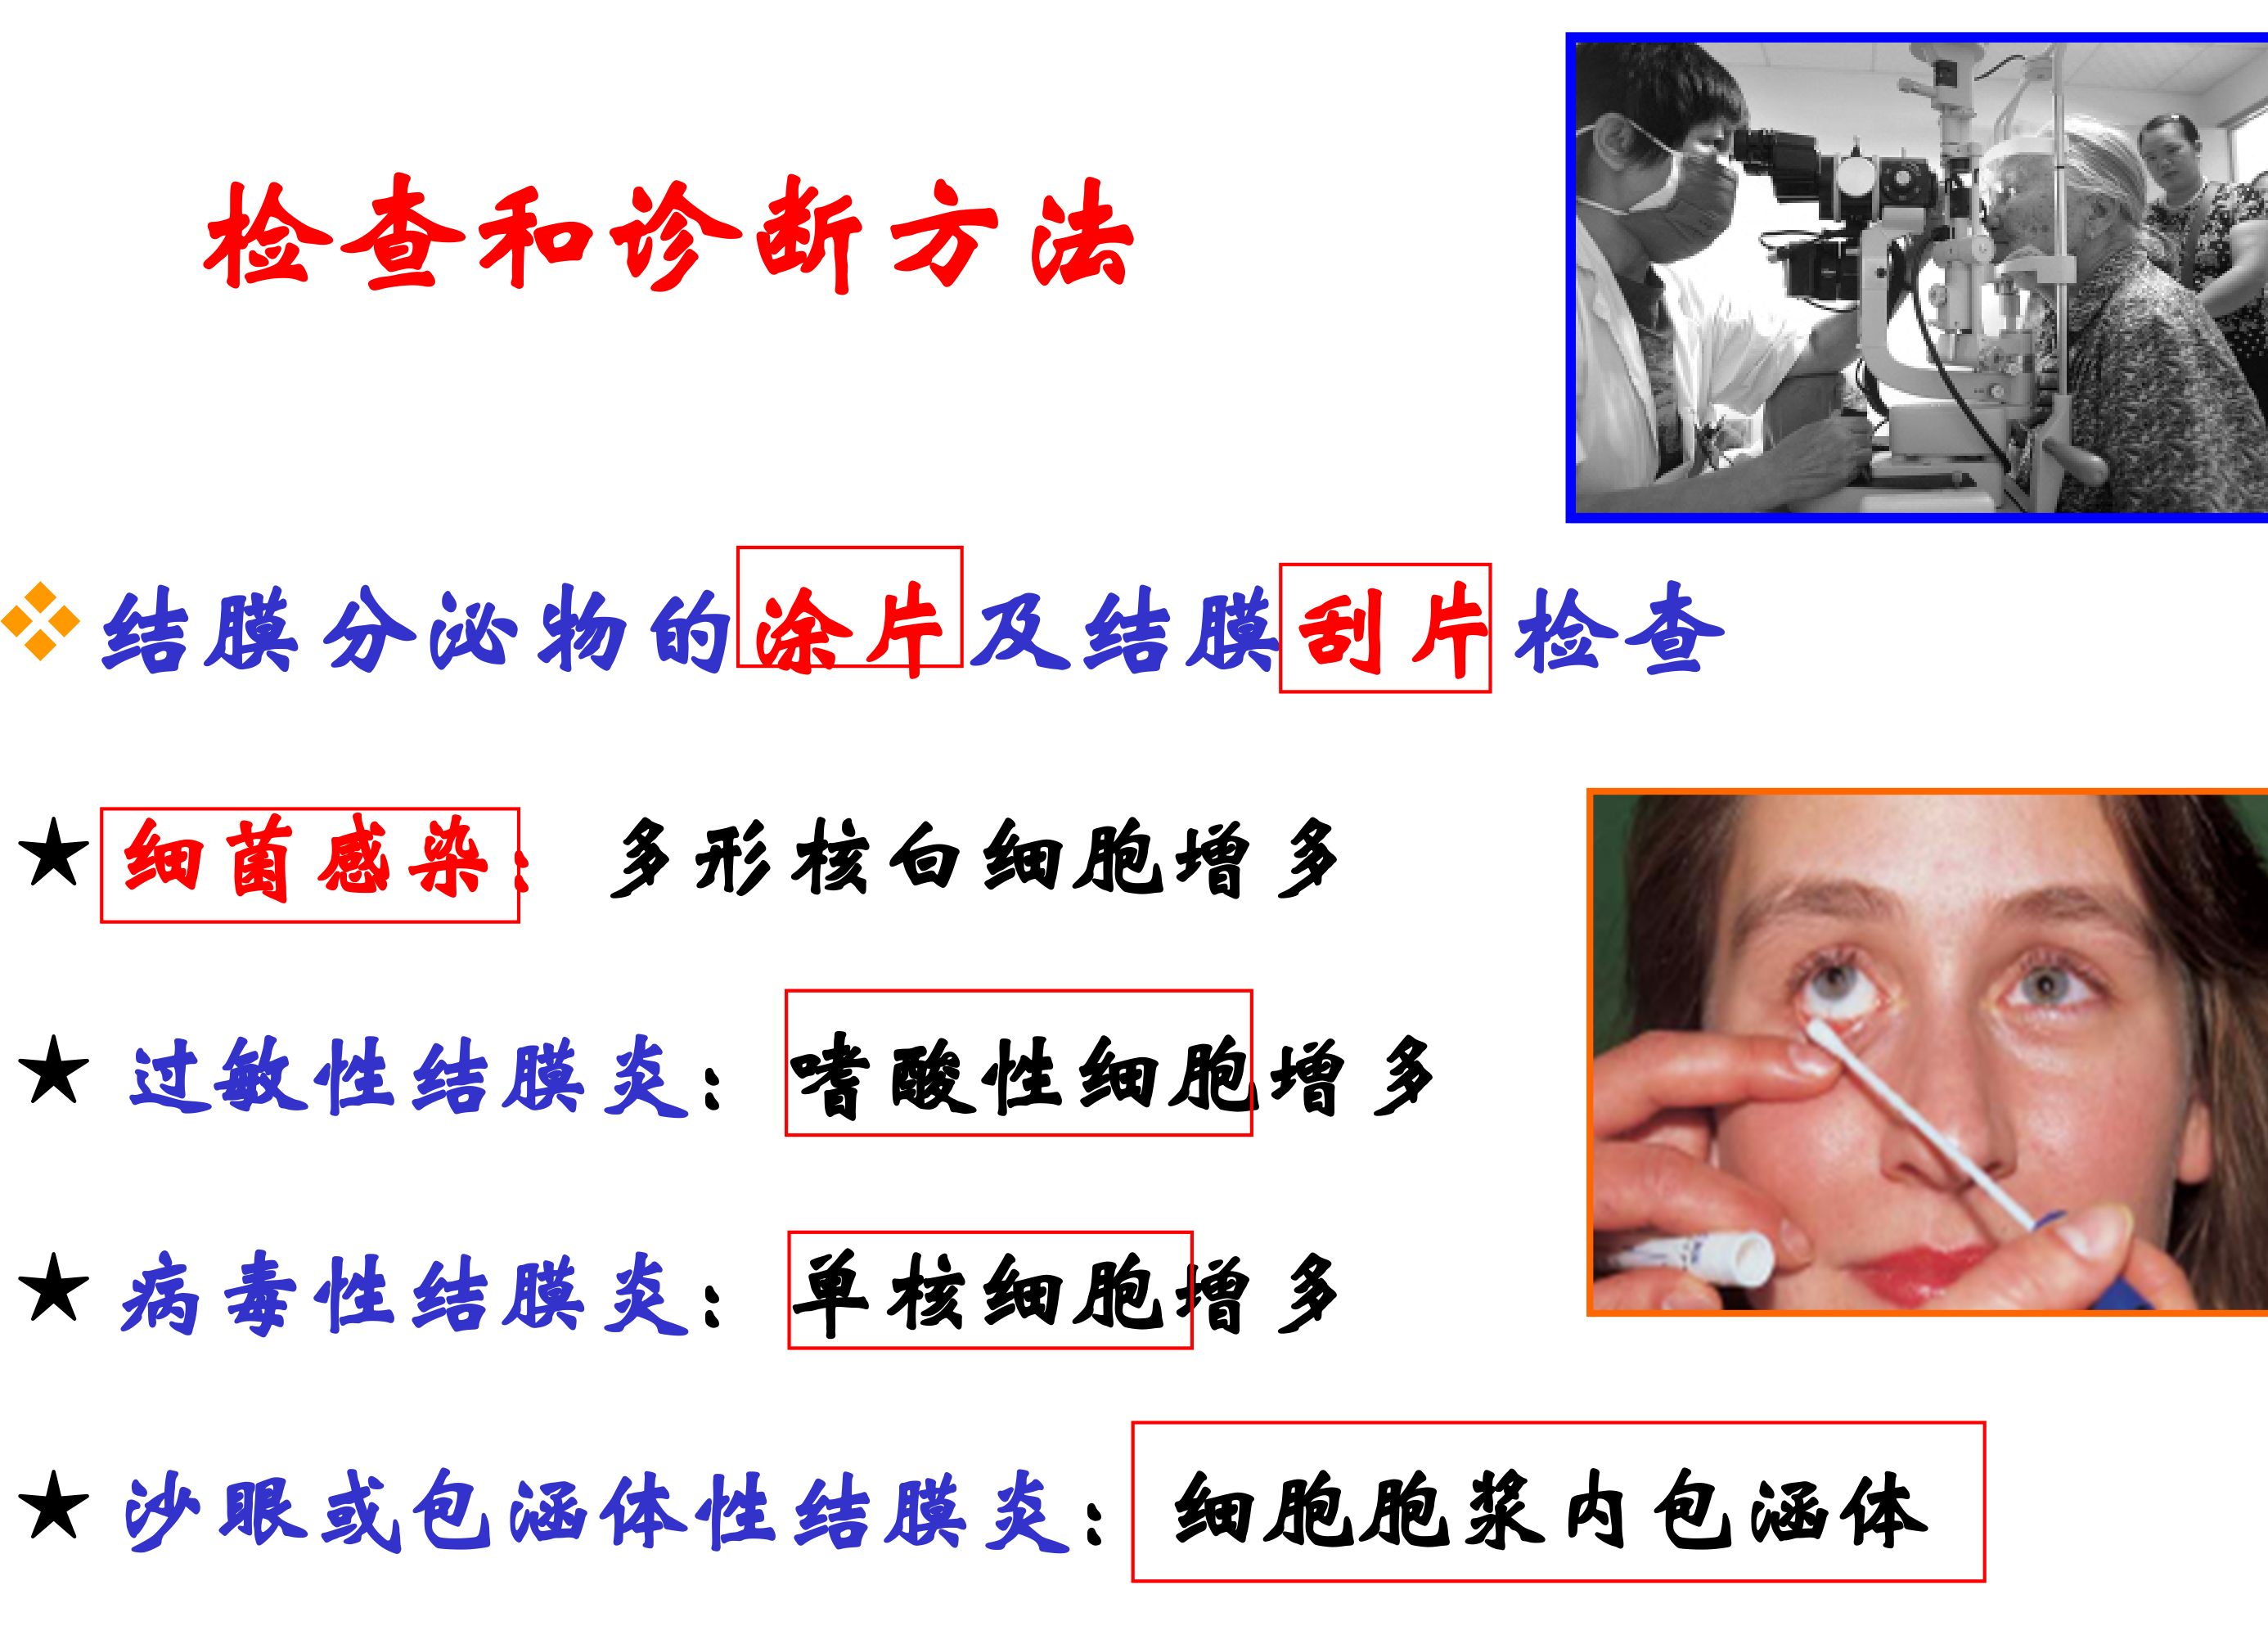 检查和诊断方法
❖结膜分泌物的涂片及结膜刮片检查
★细菌感染： 多形核白细胞增多
★过敏性结膜炎：嗜酸性细胞增多
★病毒性结膜炎：单核细胞增多
★沙眼或包涵体性结膜炎：细胞胞浆内包涵体